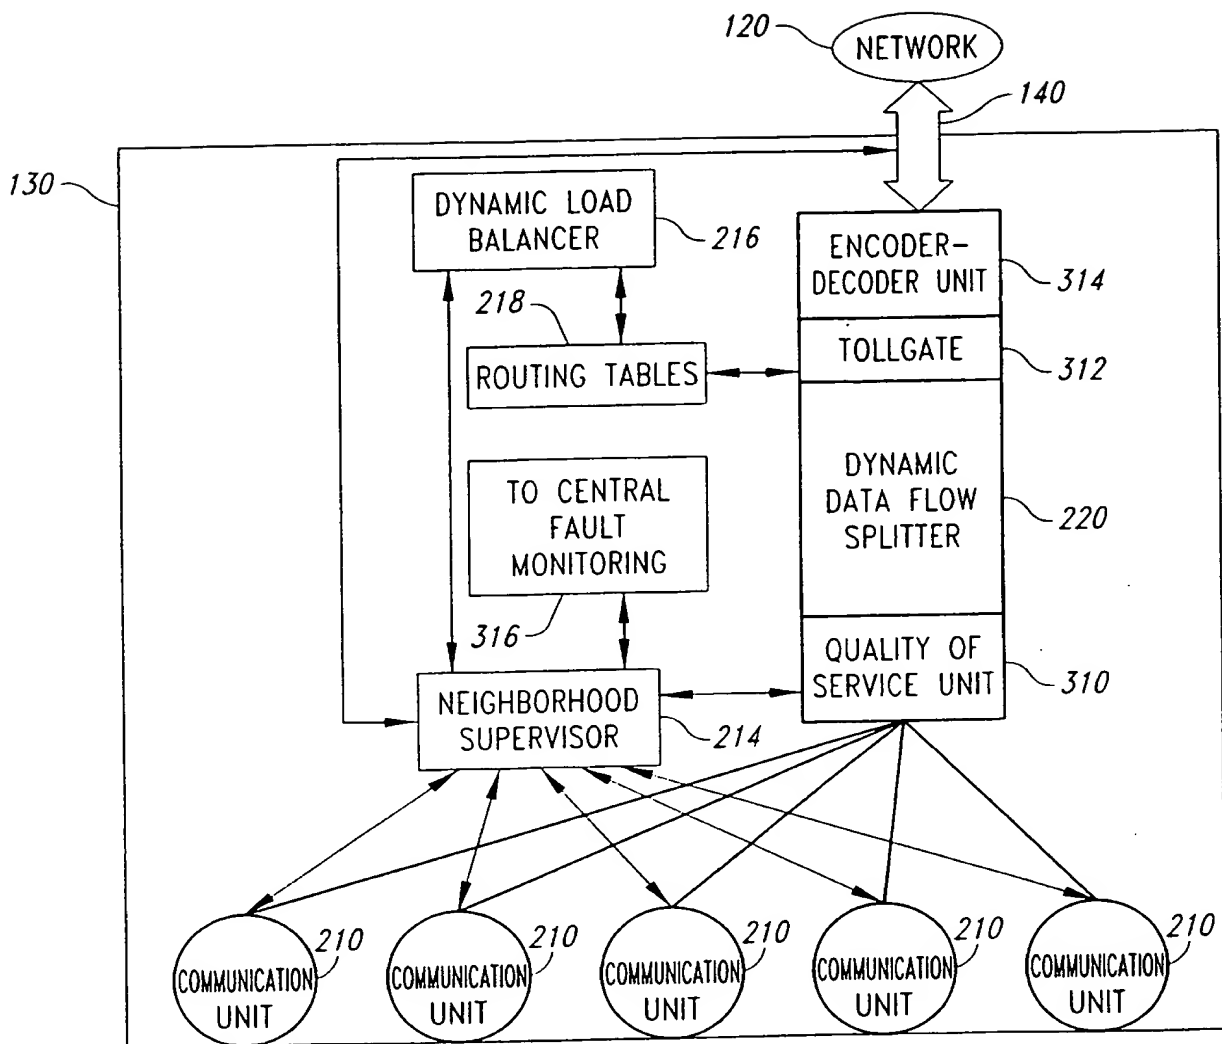 120
NETWORK
140
130
DYNAMIC LOAD
BALANCER
216
ENCODER-
DECODER UNIT
314
218
ROUTING TABLES
TOLLGATE
312
TO CENTRAL
FAULT
MONITORING
316
DYNAMIC
DATA FLOW
SPLITTER
220
QUALITY OF
SERVICE UNIT
310
NEIGHBORHOOD
SUPERVISOR
214
COMMUNICATION
UNIT
210
COMMUNICATION
UNIT
210
COMMUNICATION
UNIT
210
COMMUNICATION
UNIT
210
COMMUNICATION
UNIT
210